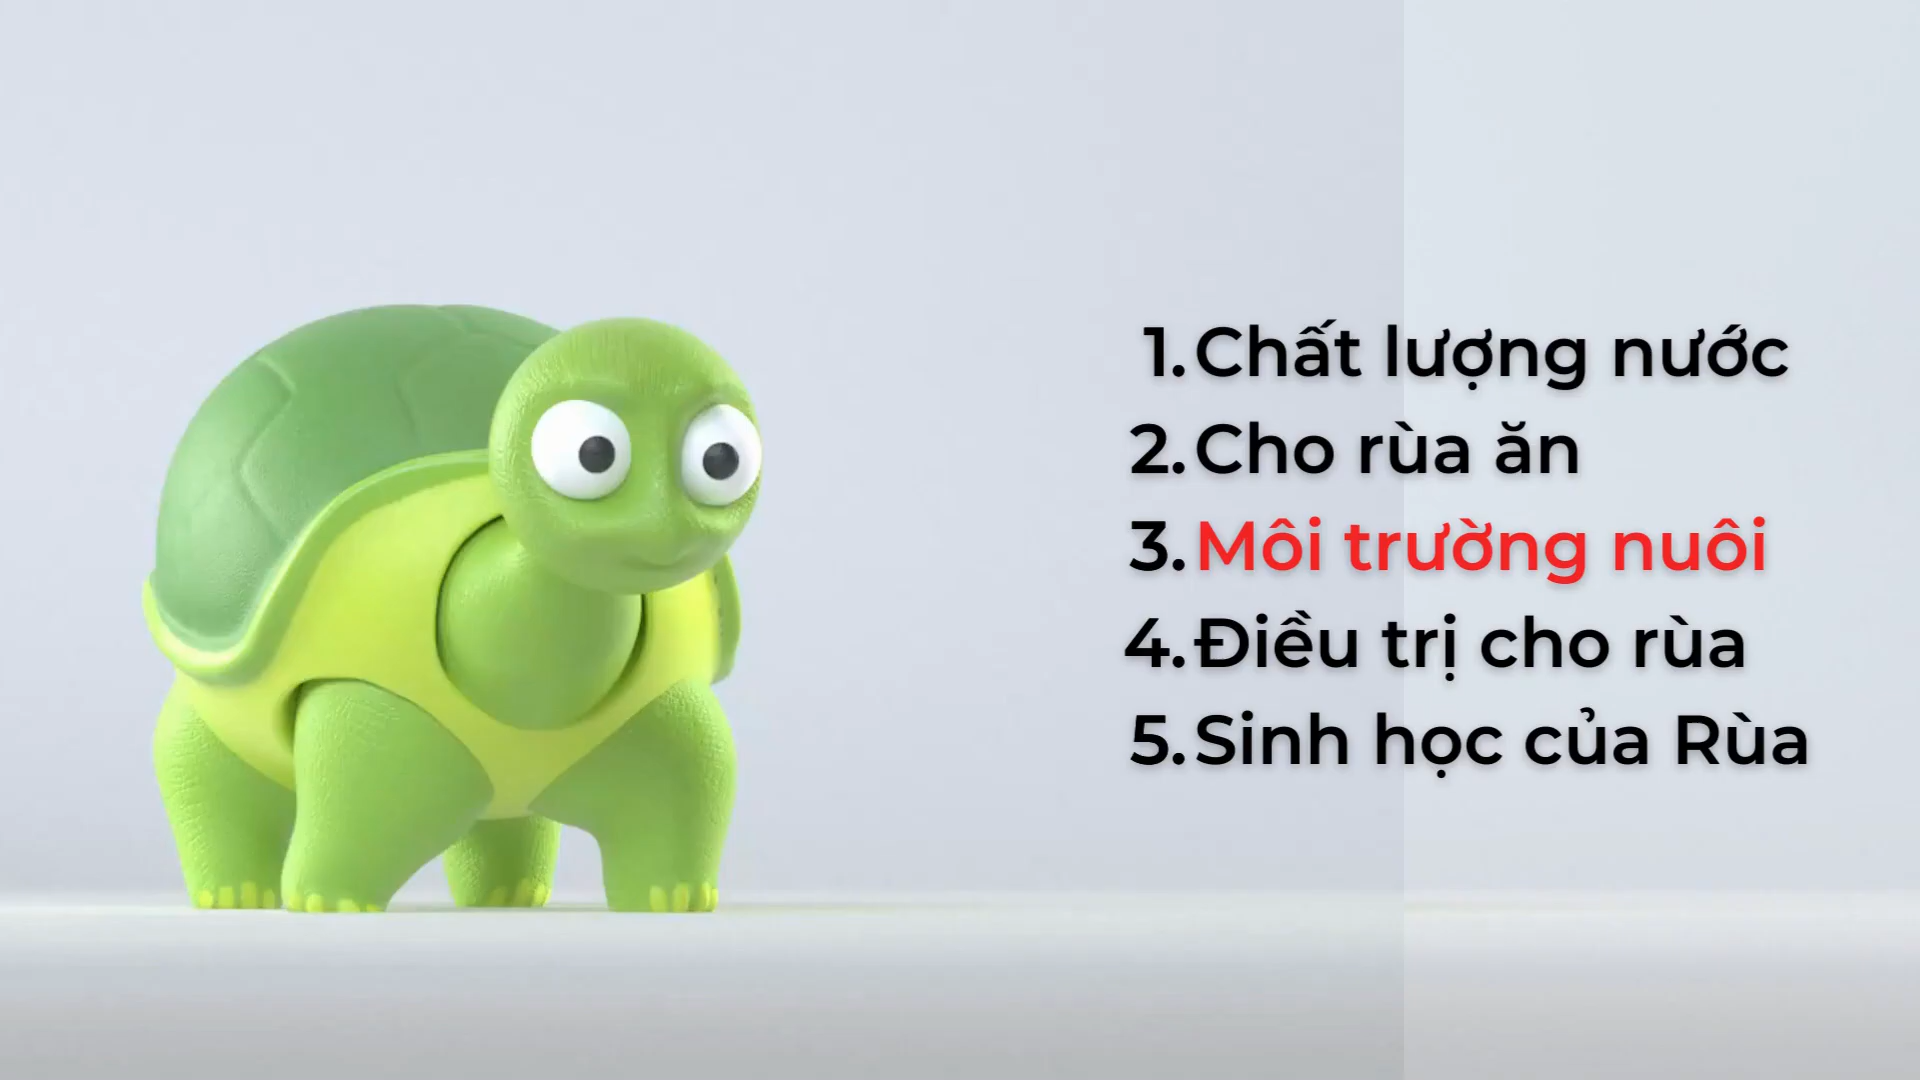 1. Chất lượng nước
2. Cho rùa ăn
3. Môi trường nuôi
4. Điều trị cho rùa
5. Sinh học của Rùa